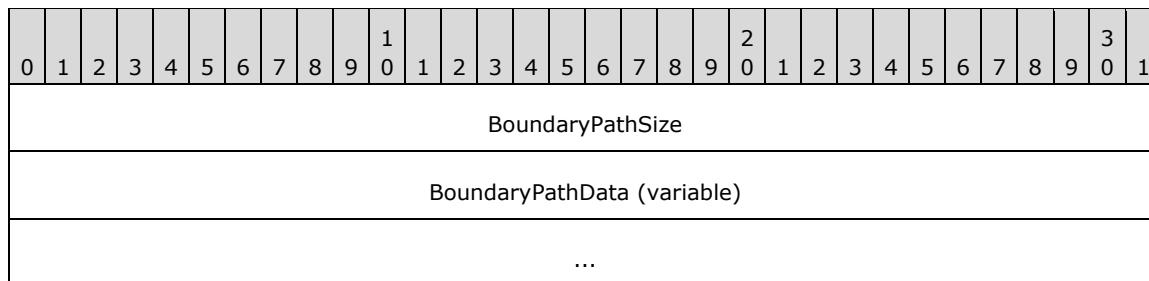 1 2 3
0 1 2 3 4 5 6 7 8 9 0 1 2 3 4 5 6 7 8 9 0 1 2 3 4 5 6 7 8 9 0 1
BoundaryPathSize
BoundaryPathData (variable)
...